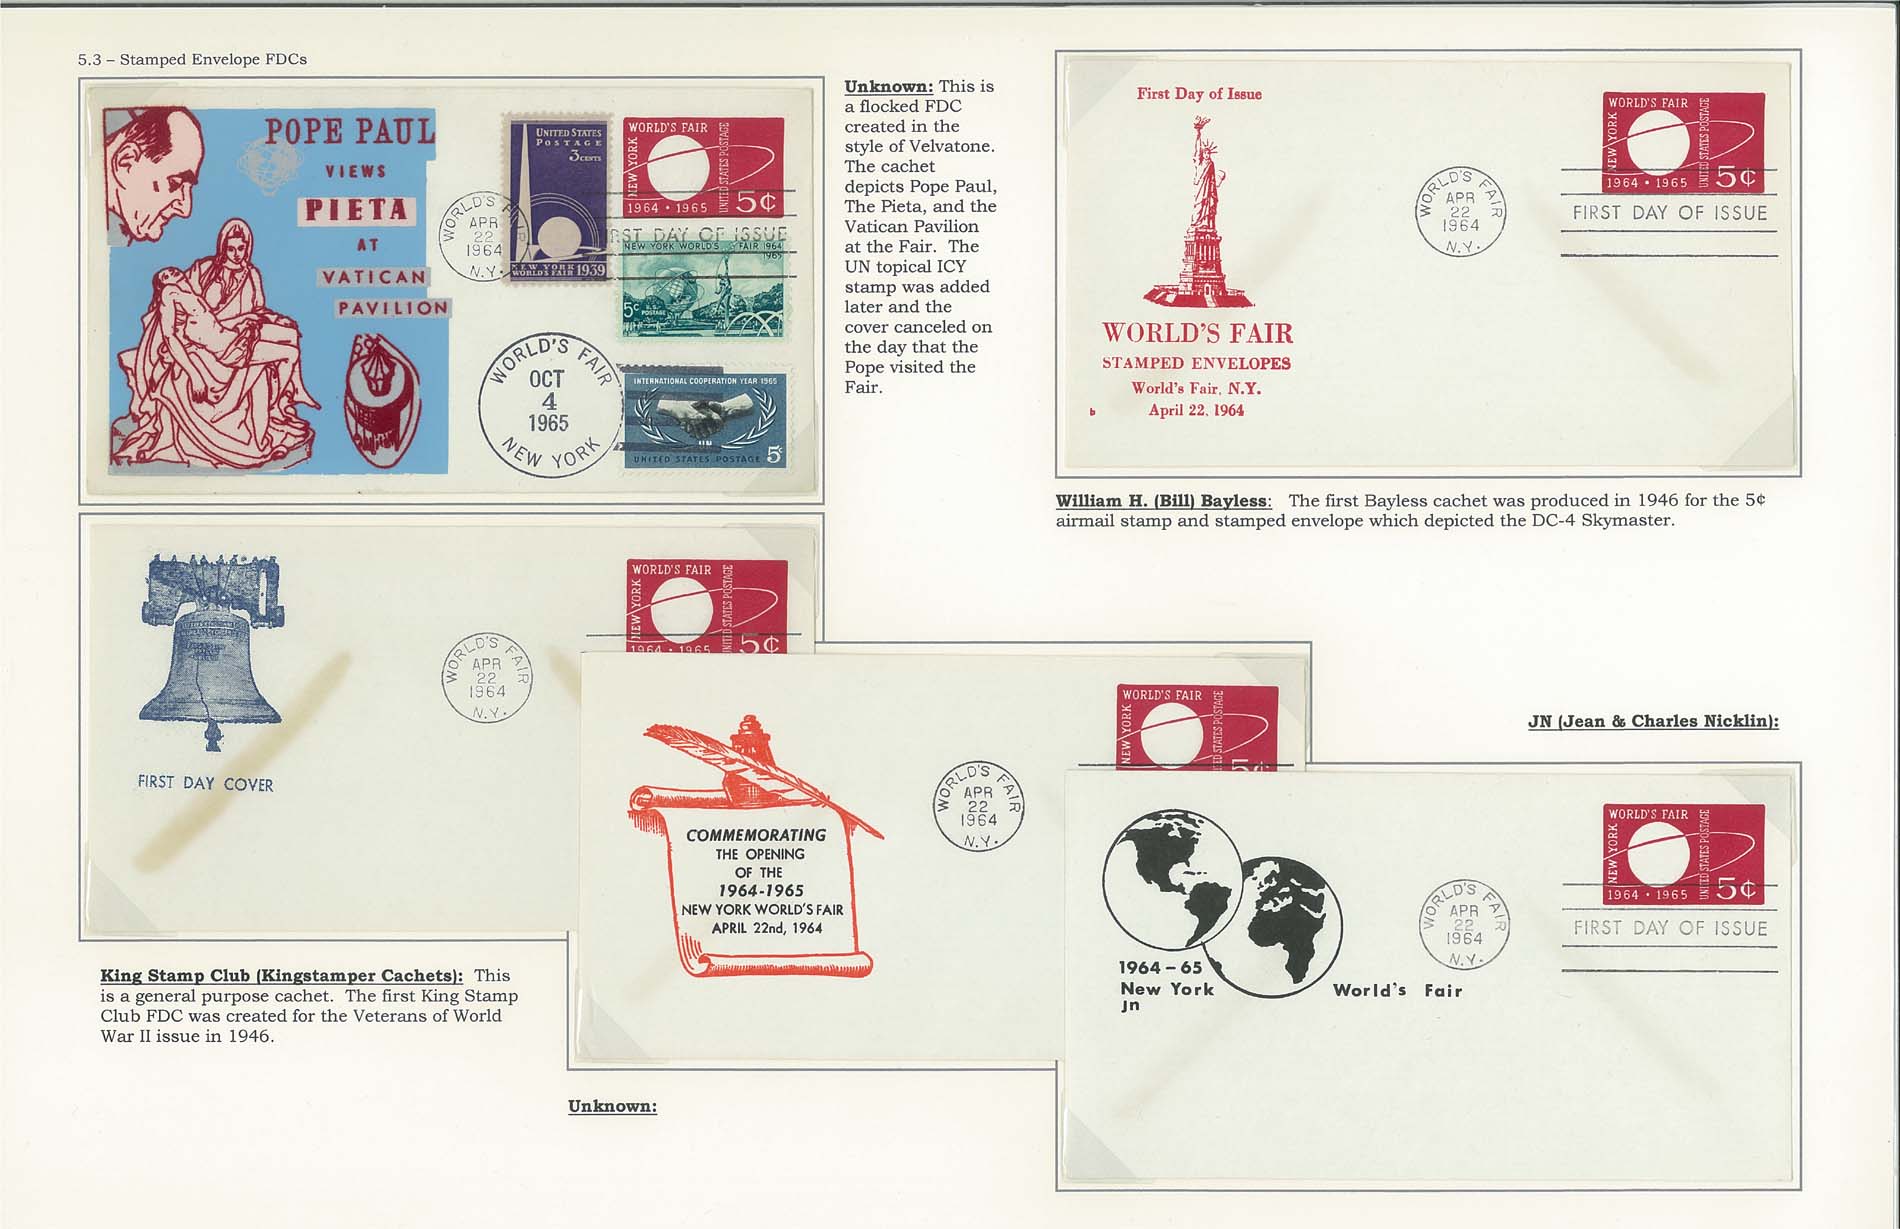 5.3 – Stamped Envelope FDCs
POPE PAUL
VIEWS
PIETA
AT
VATICAN
PAVILION
WORLD'S FAIR
APR
22
1964
N.Y.
UNITED STATES
POSTAGE
3 CENTS
NEW YORK
WORLD'S FAIR 1939
WORLD'S FAIR
NEW YORK
UNITED STATES POSTAGE
1964 • 1965 5¢
FIRST DAY OF ISSUE
NEW YORK WORLD'S FAIR 1964
1965
5¢
POSTAGE
WORLD'S FAIR
OCT
4
1965
NEW YORK
INTERNATIONAL COOPERATION YEAR 1965
UN
UNITED STATES POSTAGE 5¢
Unknown: This is
a flocked FDC
created in the
style of Velvatone.
The cachet
depicts Pope Paul,
The Pieta, and the
Vatican Pavilion
at the Fair. The
UN topical ICY
stamp was added
later and the
cover canceled on
the day that the
Pope visited the
Fair.
First Day of Issue
WORLD'S FAIR
STAMPED ENVELOPES
World's Fair, N.Y.
b April 22, 1964
WORLD'S FAIR
APR
22
1964
N.Y.
WORLD'S FAIR
NEW YORK
UNITED STATES POSTAGE
1964 • 1965 5¢
FIRST DAY OF ISSUE
William H. (Bill) Bayless: The first Bayless cachet was produced in 1946 for the 5¢
airmail stamp and stamped envelope which depicted the DC-4 Skymaster.
FIRST DAY COVER
WORLD'S FAIR
APR
22
1964
N.Y.
WORLD'S FAIR
NEW YORK
UNITED STATES POSTAGE
1964 • 1965 5¢
King Stamp Club (Kingstamper Cachets): This
is a general purpose cachet. The first King Stamp
Club FDC was created for the Veterans of World
War II issue in 1946.
COMMEMORATING
THE OPENING
OF THE
1964-1965
NEW YORK WORLD'S FAIR
APRIL 22nd, 1964
WORLD'S FAIR
APR
22
1964
N.Y.
WORLD'S FAIR
NEW YORK
UNITED STATES POSTAGE
5¢
Unknown:
JN (Jean & Charles Nicklin):
1964 – 65
New York World's Fair
Jn
WORLD'S FAIR
APR
22
1964
N.Y.
WORLD'S FAIR
NEW YORK
UNITED STATES POSTAGE
1964 • 1965 5¢
FIRST DAY OF ISSUE